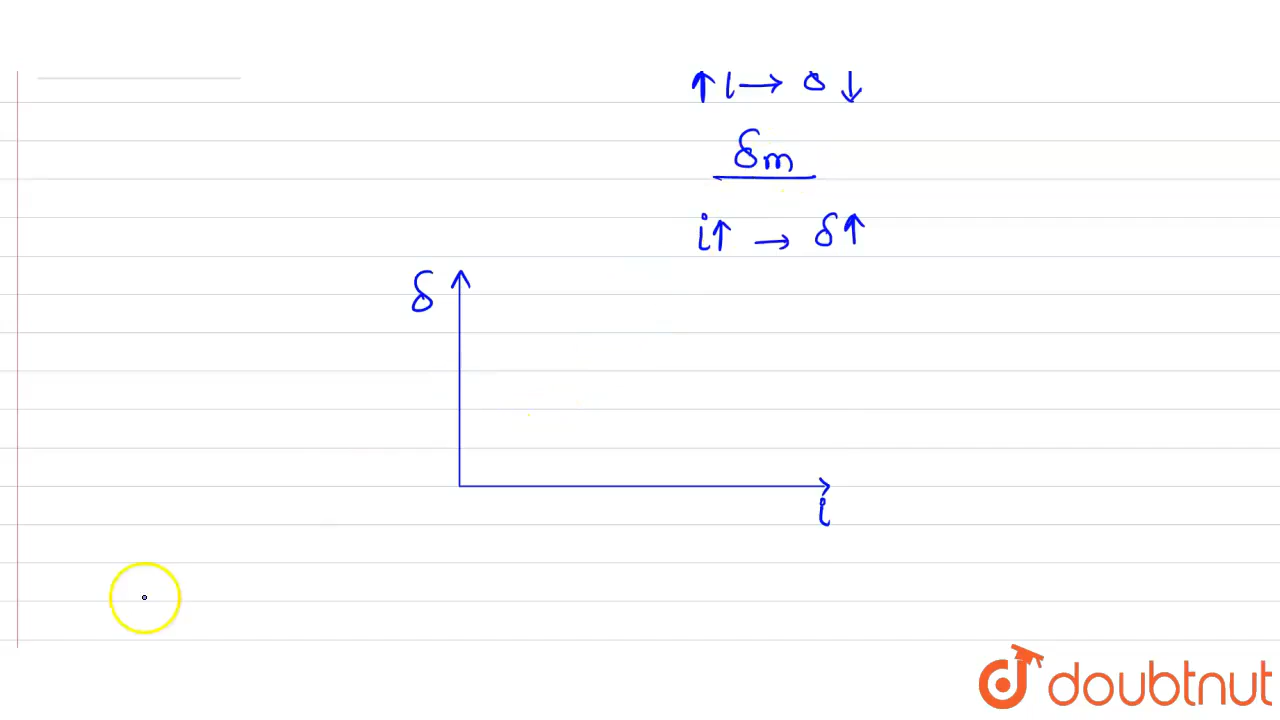 ↑i→ δ ↓
δm
i↑ → δ↑
δ
i
doubtnut